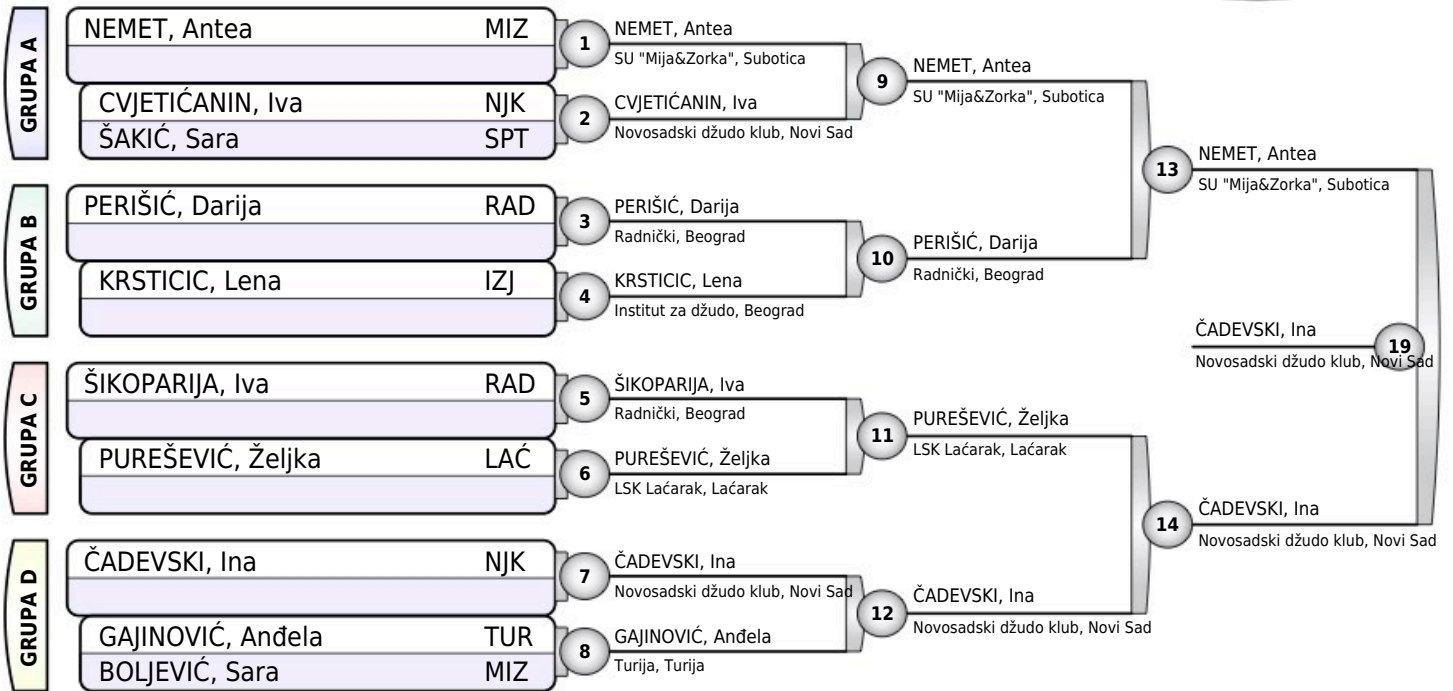 GRUPA A
NEMET, Antea MIZ
CVJETIĆANIN, Iva NJK
ŠAKIĆ, Sara SPT
1
NEMET, Antea
SU "Mija&Zorka", Subotica
2
CVJETIĆANIN, Iva
Novosadski džudo klub, Novi Sad
9
NEMET, Antea
SU "Mija&Zorka", Subotica
GRUPA B
PERIŠIĆ, Darija RAD
KRSTICIC, Lena IZJ
3
PERIŠIĆ, Darija
Radnički, Beograd
4
KRSTICIC, Lena
Institut za džudo, Beograd
10
PERIŠIĆ, Darija
Radnički, Beograd
13
NEMET, Antea
SU "Mija&Zorka", Subotica
GRUPA C
ŠIKOPARIJA, Iva RAD
PUREŠEVIĆ, Željka LAĆ
5
ŠIKOPARIJA, Iva
Radnički, Beograd
6
PUREŠEVIĆ, Željka
LSK Laćarak, Laćarak
11
PUREŠEVIĆ, Željka
LSK Laćarak, Laćarak
GRUPA D
ČADEVSKI, Ina NJK
GAJINOVIĆ, Anđela TUR
BOLJEVIĆ, Sara MIZ
7
ČADEVSKI, Ina
Novosadski džudo klub, Novi Sad
8
GAJINOVIĆ, Anđela
Turija, Turija
12
ČADEVSKI, Ina
Novosadski džudo klub, Novi Sad
14
ČADEVSKI, Ina
Novosadski džudo klub, Novi Sad
19
ČADEVSKI, Ina
Novosadski džudo klub, Novi Sad